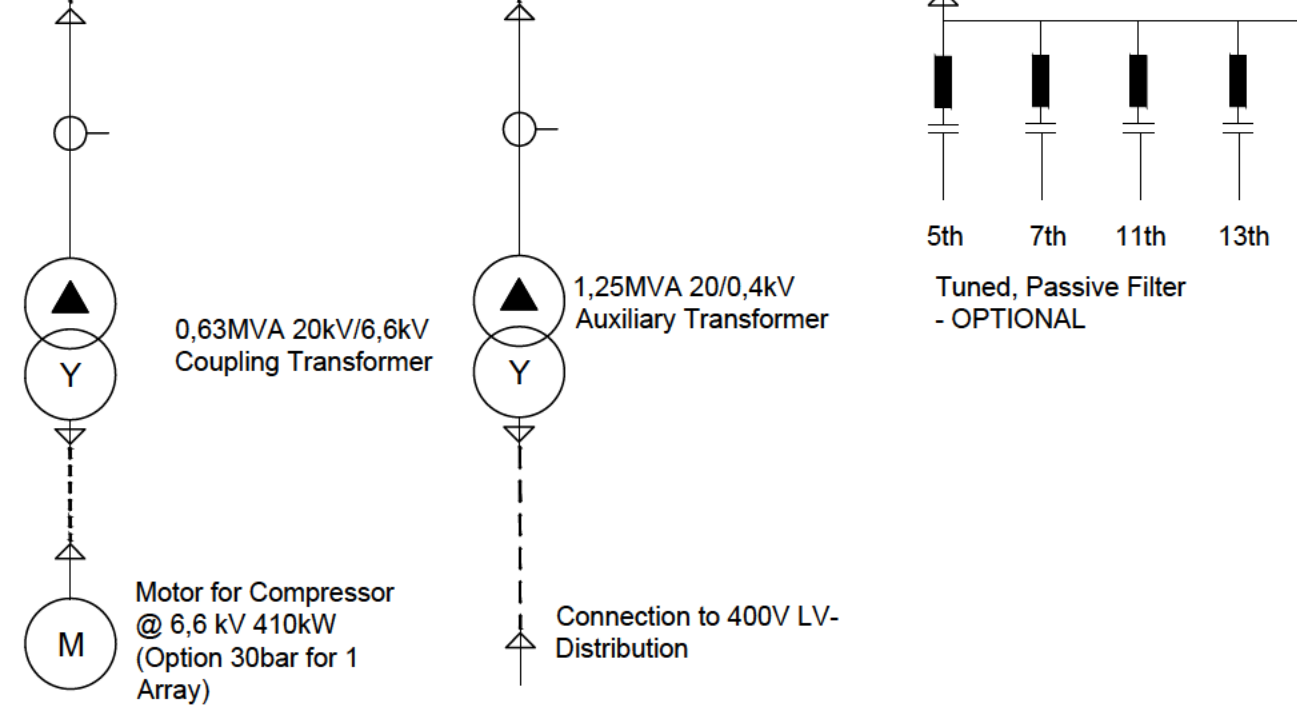 5th
7th
11th
13th
1,25MVA 20/0,4kV
Auxiliary Transformer
Tuned, Passive Filter
- OPTIONAL
0,63MVA 20kV/6,6kV
Coupling Transformer
Y
Y
Motor for Compressor
@ 6,6 kV 410kW
(Option 30bar for 1
Array)
M
Connection to 400V LV-
Distribution